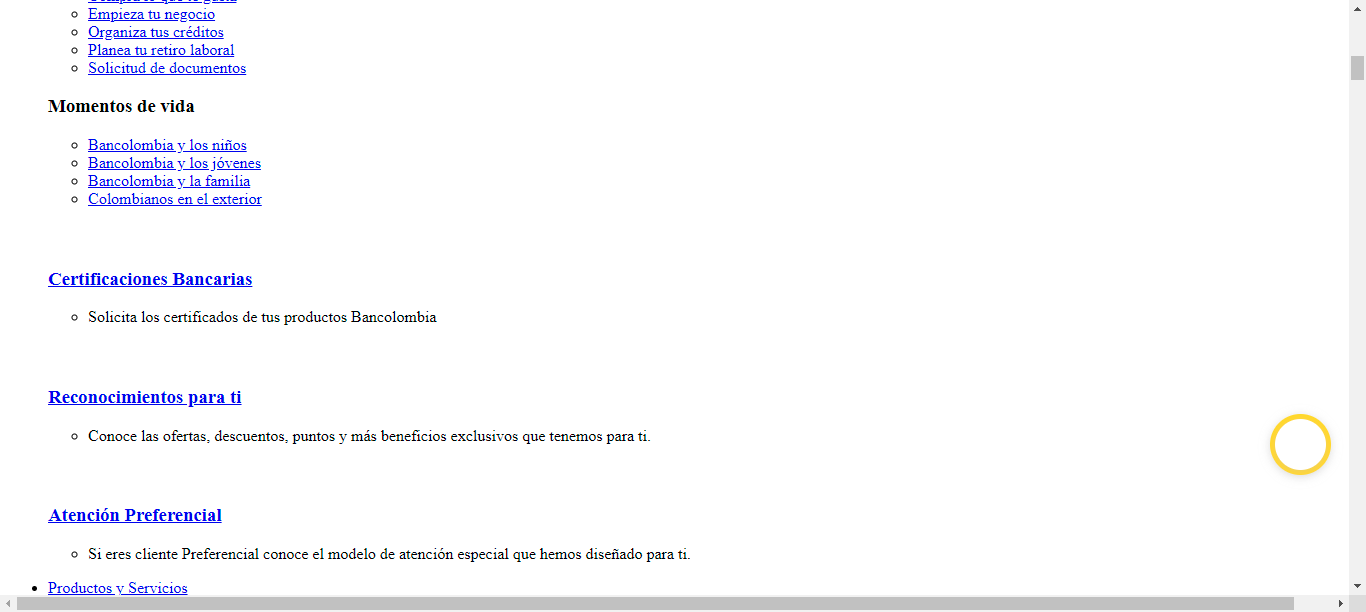 Empieza tu negocio
Organiza tus créditos
Planea tu retiro laboral
Solicitud de documentos
Momentos de vida
Bancolombia y los niños
Bancolombia y los jóvenes
Bancolombia y la familia
Colombianos en el exterior
Certificaciones Bancarias
Solicita los certificados de tus productos Bancolombia
Reconocimientos para ti
Conoce las ofertas, descuentos, puntos y más beneficios exclusivos que tenemos para ti.
Atención Preferencial
Si eres cliente Preferencial conoce el modelo de atención especial que hemos diseñado para ti.
Productos y Servicios